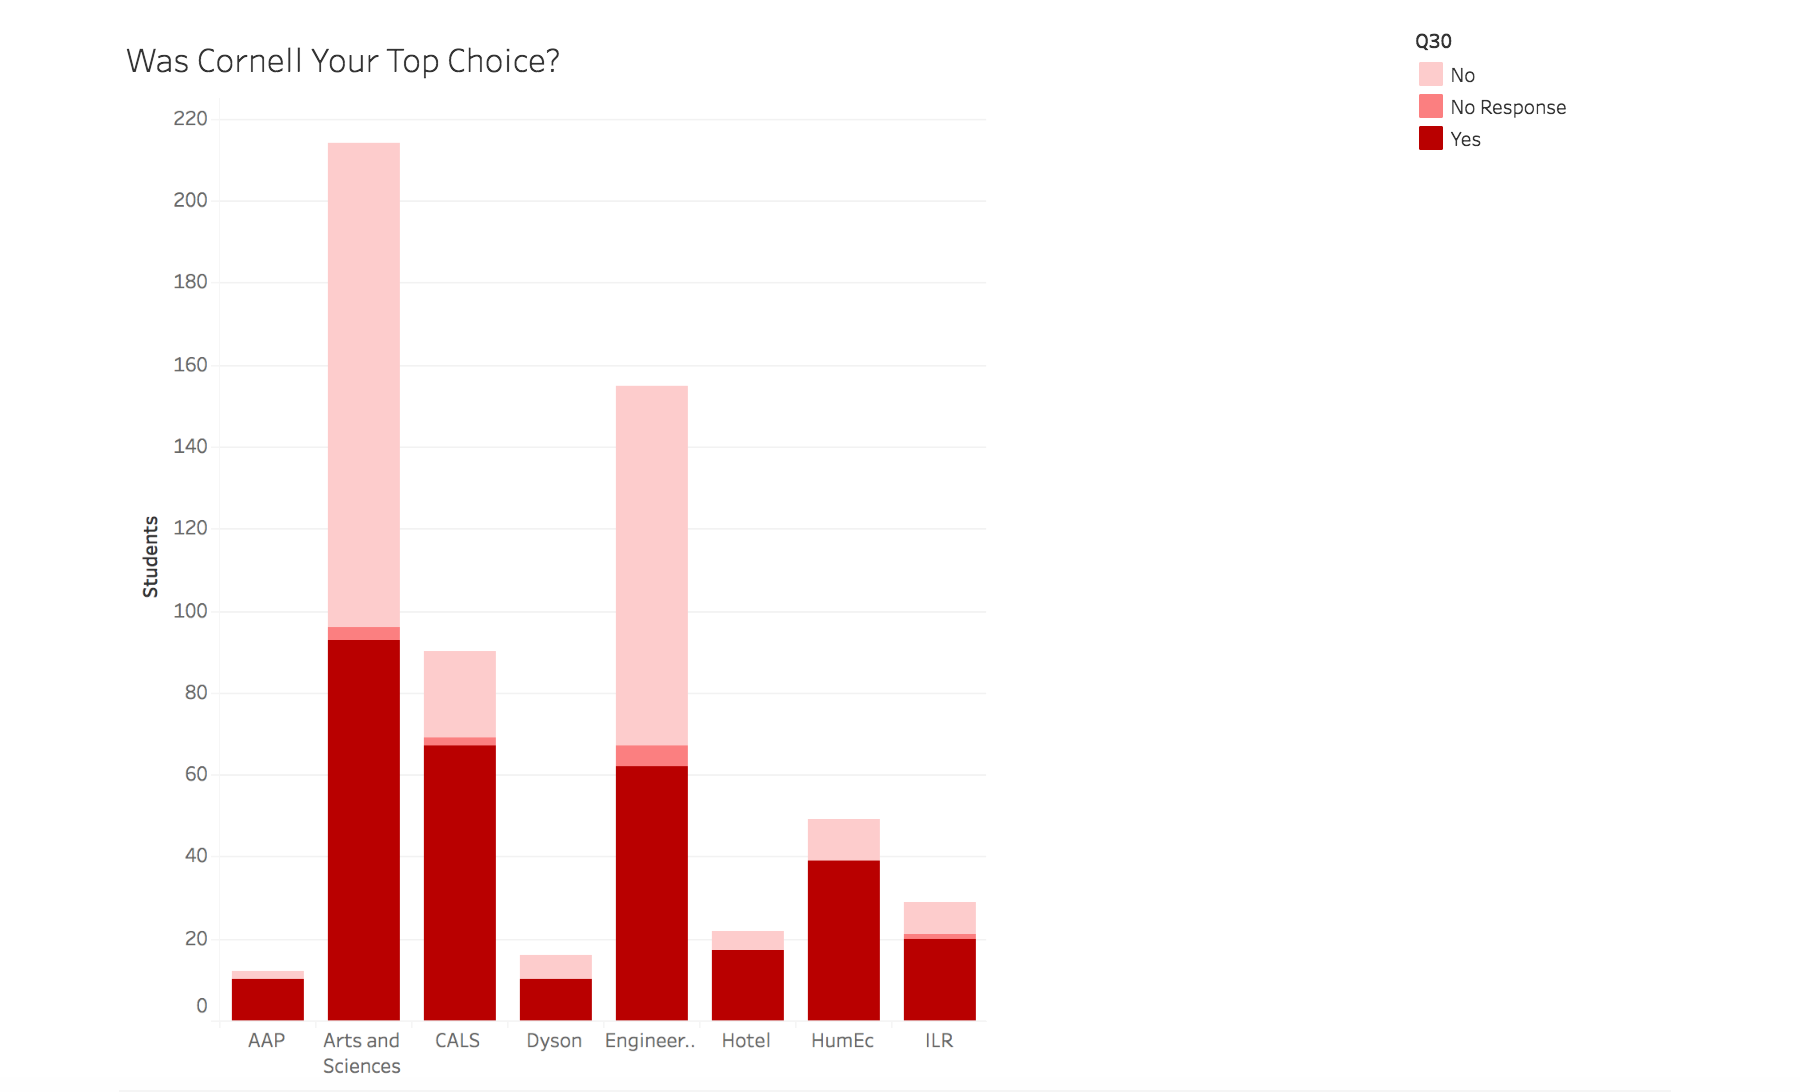 Was Cornell Your Top Choice?
Q30
No
No Response
Yes
Students
220
200
180
160
140
120
100
80
60
40
20
0
AAP
Arts and
Sciences
CALS
Dyson
Engineer..
Hotel
HumEc
ILR